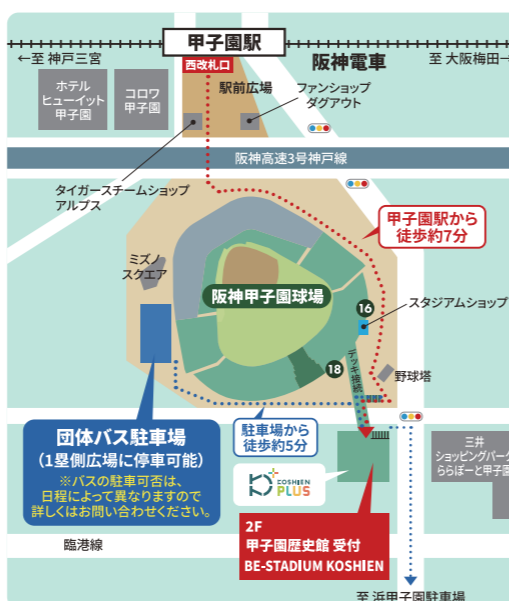 甲子園駅
西改札口
阪神電車
←至 神戸三宮
至 大阪梅田→
ホテル
ヒューイット
甲子園
コロワ
甲子園
駅前広場
ファンショップ
ダグアウト
阪神高速3号神戸線
タイガースチームショップ
アルプス
甲子園駅から
徒歩約7分
ミズノ
スクエア
阪神甲子園球場
16
スタジアムショップ
18
デッキ接続
野球塔
団体バス駐車場
(1塁側広場に停車可能)
※バスの駐車可否は、
日程によって異なりますので
詳しくはお問い合わせください。
駐車場から
徒歩約5分
KOSHIEN
PLUS
三井
ショッピングパーク
ららぽーと甲子園
2F
甲子園歴史館 受付
BE-STADIUM KOSHIEN
臨港線
至 浜甲子園駐車場